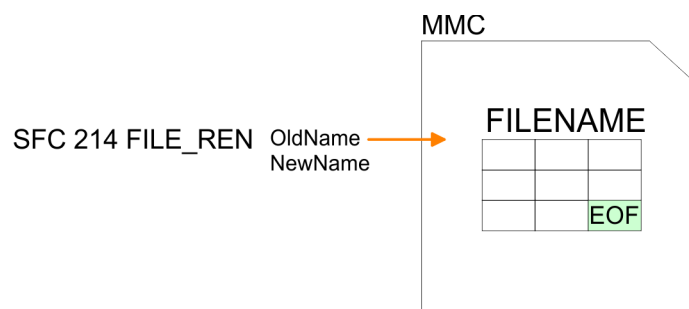 MMC
FILENAME
SFC 214 FILE_REN OldName
NewName
EOF